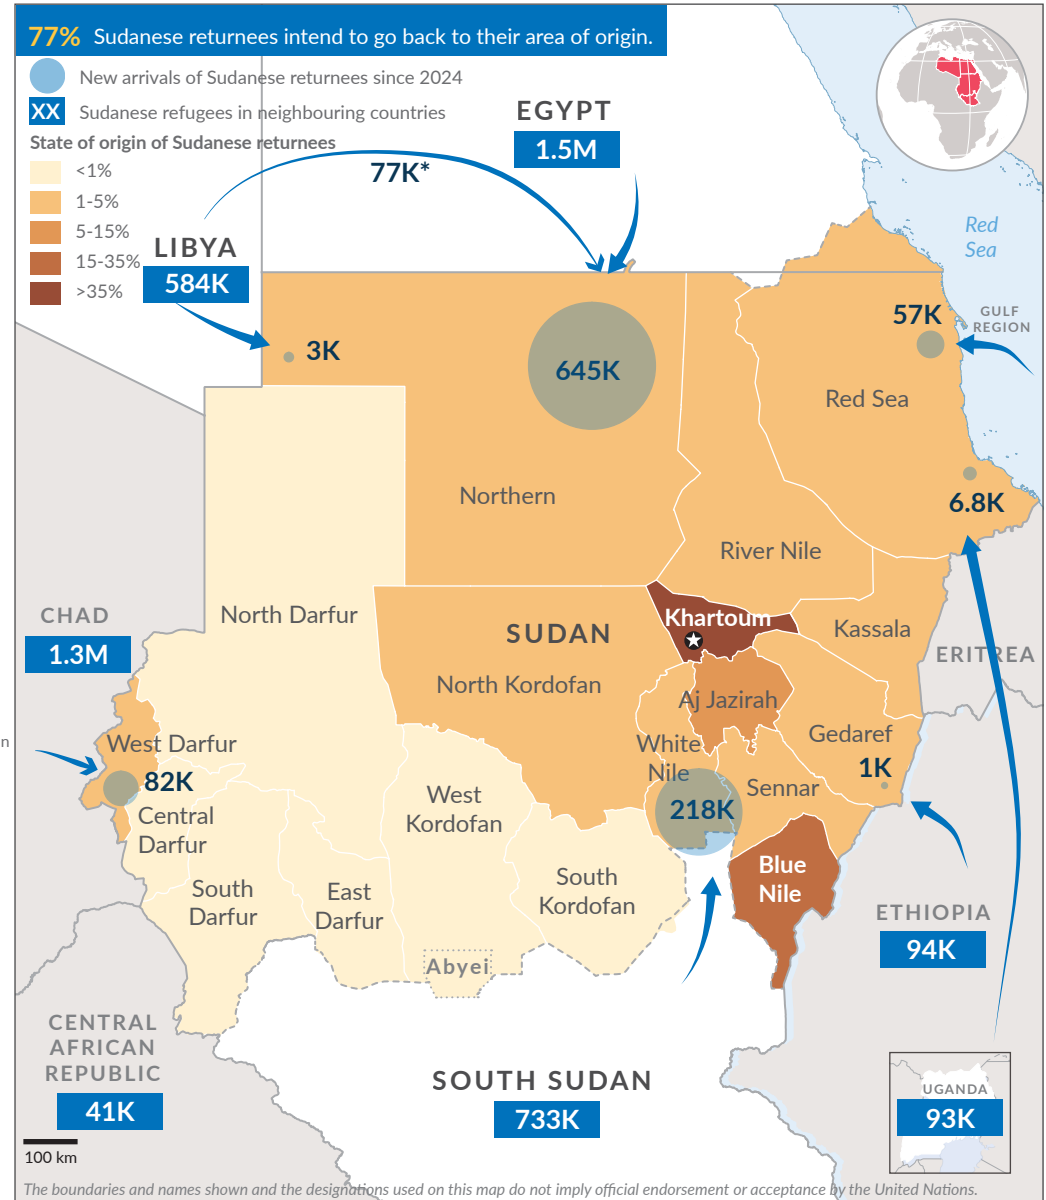 77% Sudanese returnees intend to go back to their area of origin.
New arrivals of Sudanese returnees since 2024
XX Sudanese refugees in neighbouring countries
State of origin of Sudanese returnees
<1%
1-5%
5-15%
15-35%
>35%
EGYPT
1.5M
77K*
LIBYA
584K
Red
Sea
GULF
REGION
57K
3K
645K
Red Sea
Northern
6.8K
River Nile
CHAD
1.3M
North Darfur
SUDAN
Khartoum
Kassala
ERITREA
North Kordofan
Aj Jazirah
n
West Darfur
White
Nile
Gedaref
1K
82K
Sennar
218K
Central
Darfur
West
Kordofan
South
Darfur
East
Darfur
South
Kordofan
Blue
Nile
ETHIOPIA
94K
Abyei
CENTRAL
AFRICAN
REPUBLIC
41K
SOUTH SUDAN
733K
UGANDA
93K
100 km
The boundaries and names shown and the designations used on this map do not imply official endorsement or acceptance by the United Nations.